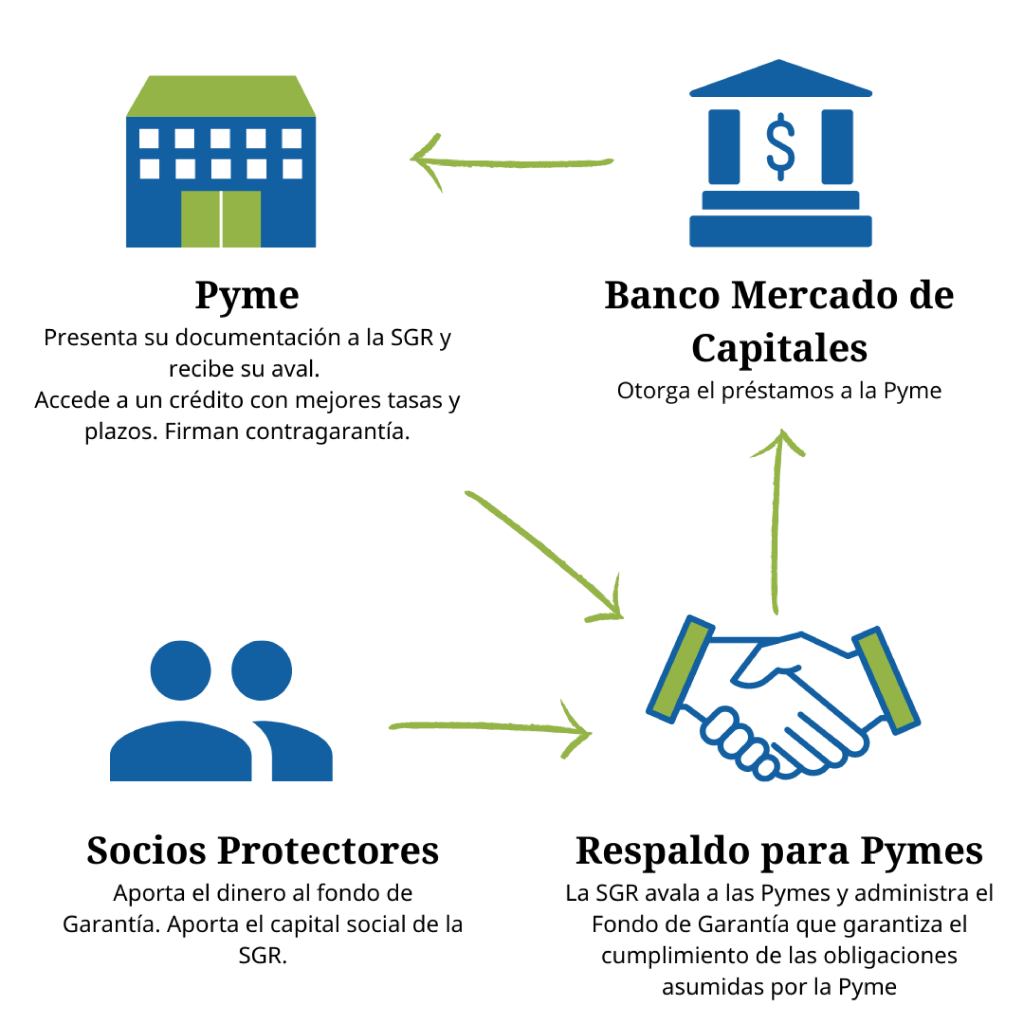 $
Pyme
Presenta su documentación a la SGR y
recibe su aval.
Accede a un crédito con mejores tasas y
plazos. Firman contragarantía.
Banco Mercado de
Capitales
Otorga el préstamos a la Pyme
Socios Protectores
Aporta el dinero al fondo de
Garantía. Aporta el capital social de la
SGR.
Respaldo para Pymes
La SGR avala a las Pymes y administra el
Fondo de Garantía que garantiza el
cumplimiento de las obligaciones
asumidas por la Pyme